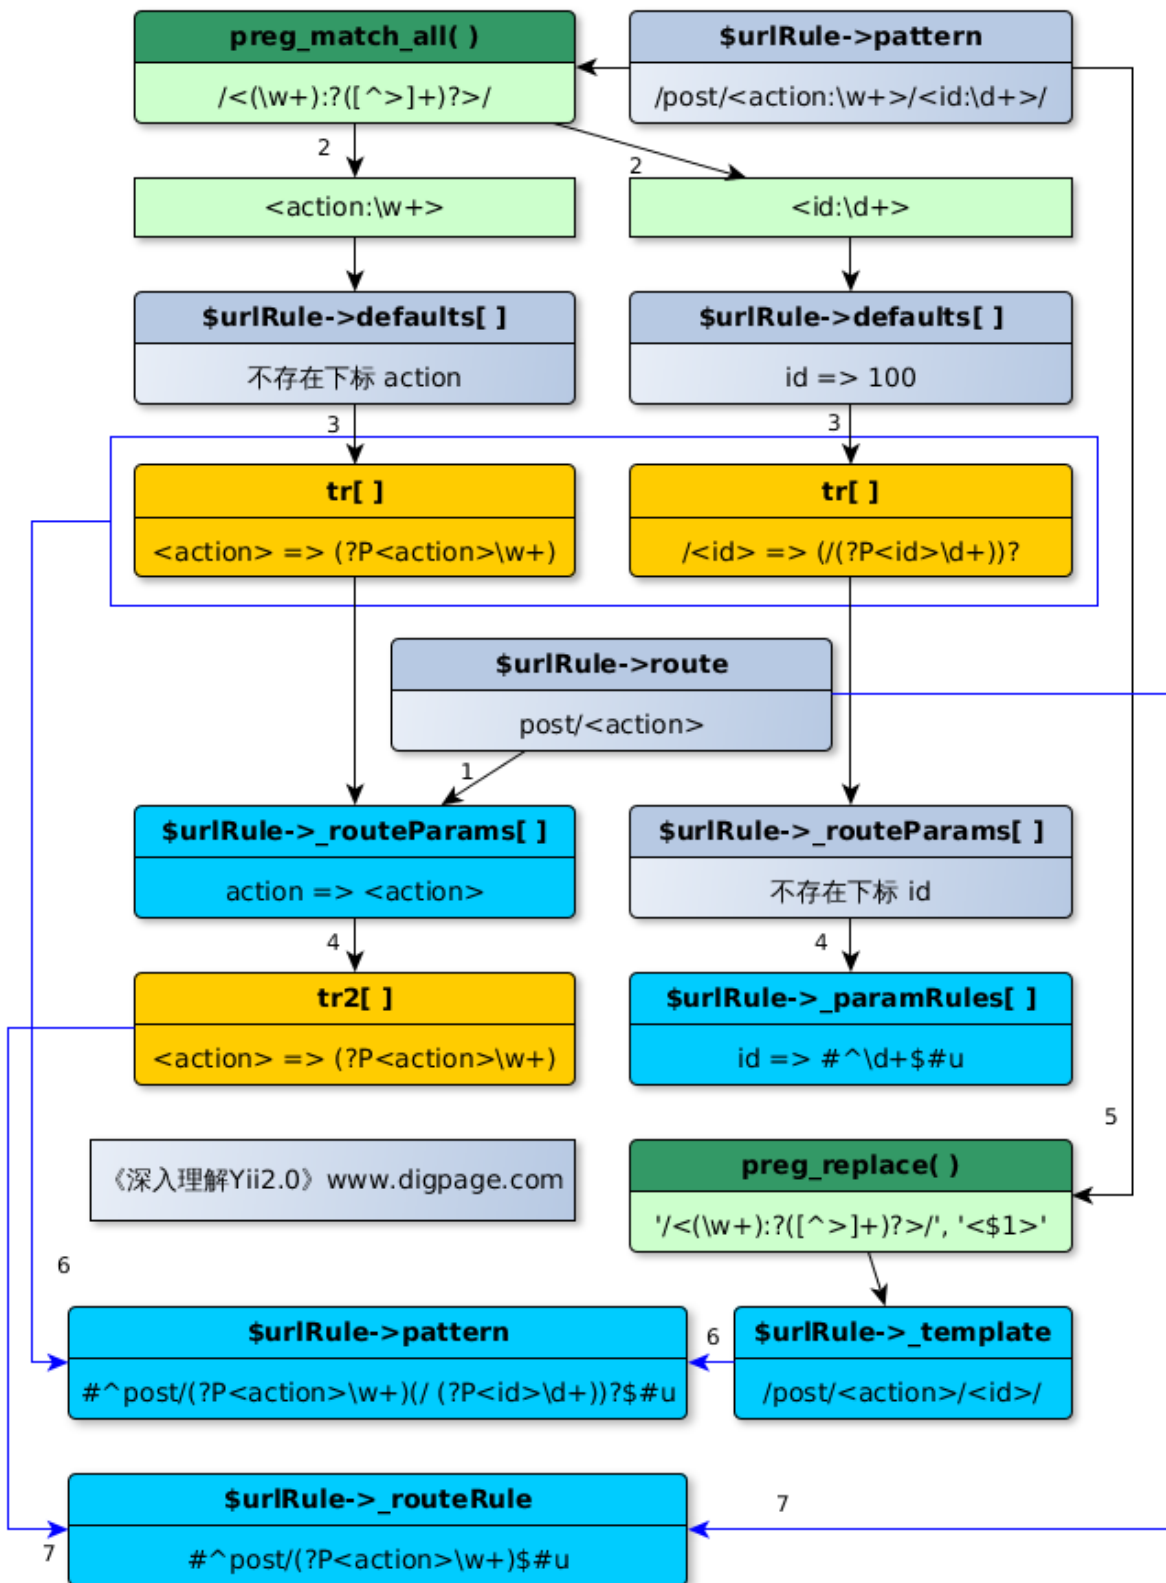 preg_match_all( )
/<(\w+):?([^>]+)?>/
$urlRule->pattern
/post/<action:\w+>/<id:\d+>/
2
2
<action:\w+>
<id:\d+>
$urlRule->defaults[ ]
不存在下标 action
$urlRule->defaults[ ]
id => 100
3
3
tr[ ]
<action> => (?P<action>\w+)
tr[ ]
/<id> => (/(?P<id>\d+))?
$urlRule->route
post/<action>
1
$urlRule->_routeParams[ ]
action => <action>
$urlRule->_routeParams[ ]
不存在下标 id
4
4
tr2[ ]
<action> => (?P<action>\w+)
$urlRule->_paramRules[ ]
id => #^\d+$#u
5
《深入理解Yii2.0》www.digpage.com
preg_replace( )
'/<(\w+):?([^>]+)?>/', '<$1>'
6
$urlRule->pattern
#^post/(?P<action>\w+)(/ (?P<id>\d+))?$#u
6
$urlRule->_template
/post/<action>/<id>/
$urlRule->_routeRule
#^post/(?P<action>\w+)$#u
7
7